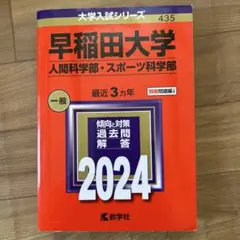 大学入試シリーズ
435
早稲田大学
人間科学部・スポーツ科学部
最近3カ年
一般
傾向と対策
過去問
解答
2024
教学社